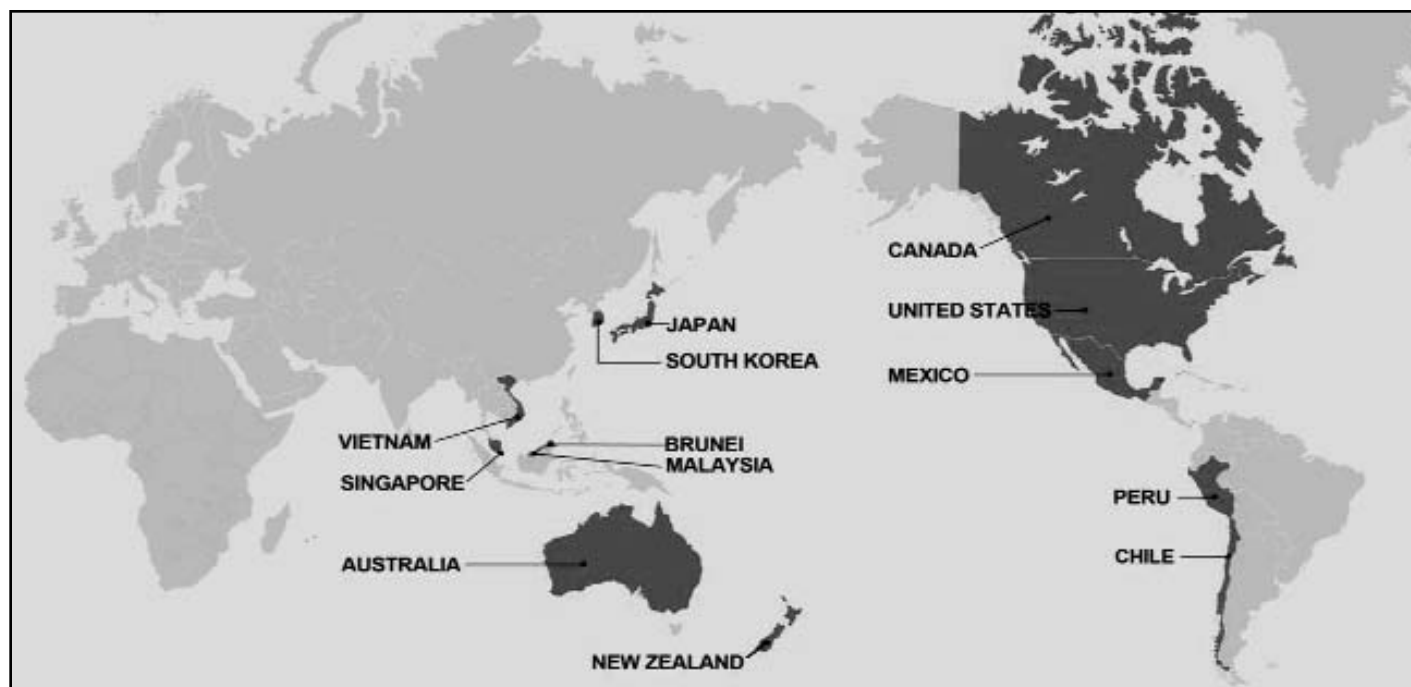 CANADA
UNITED STATES
JAPAN
SOUTH KOREA
MEXICO
VIETNAM
BRUNEI
MALAYSIA
SINGAPORE
PERU
CHILE
AUSTRALIA
NEW ZEALAND